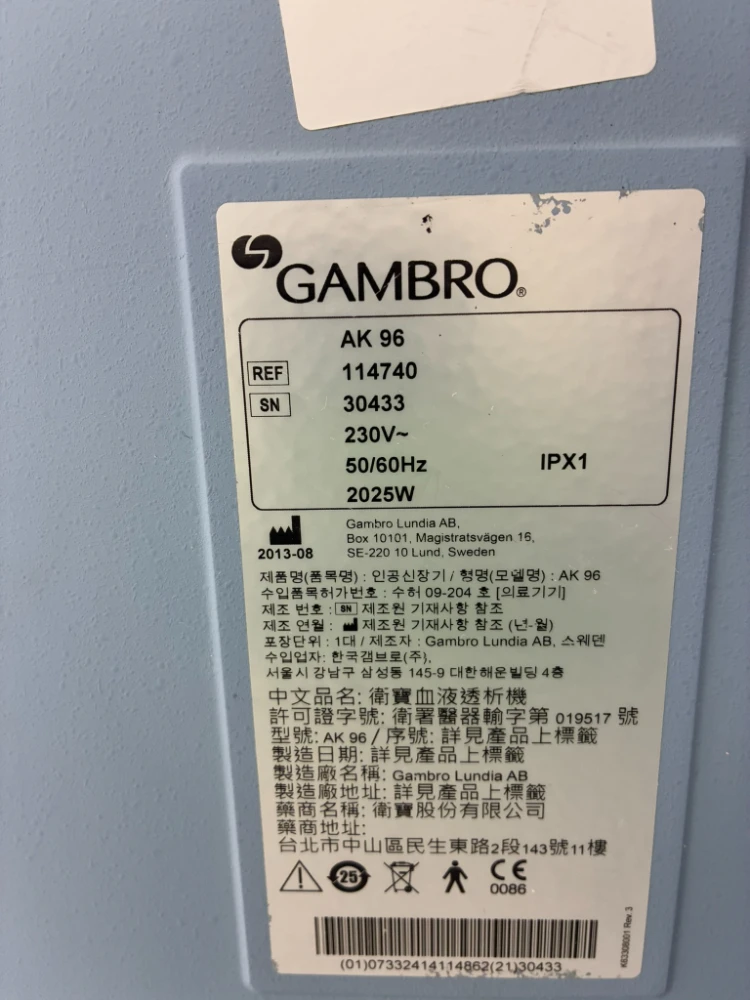 GAMBRO®
AK 96
REF 114740
SN 30433
230V~
50/60Hz IPX1
2025W
2013-08
Gambro Lundia AB,
Box 10101, Magistratsvägen 16,
SE-220 10 Lund, Sweden
제품명(품목명) : 인공신장기 / 형명(모델명) : AK 96
수입품목허가번호 : 수허 09-204 호 [의료기기]
제조 번호 : SN 제조원 기재사항 참조
제조 연월 : 제조원 기재사항 참조 (년-월)
포장단위 : 1대 / 제조자 : Gambro Lundia AB, 스웨덴
수입업자: 한국갬브로(주),
서울시 강남구 삼성동 145-9 대한해운빌딩 4층
中文品名: 衛寶血液透析機
許可證字號: 衛署醫器輸字第 019517 號
型號: AK 96 / 序號: 詳見產品上標籤
製造日期: 詳見產品上標籤
製造廠名稱: Gambro Lundia AB
製造廠地址: 詳見產品上標籤
藥商名稱: 衛寶股份有限公司
藥商地址:
台北市中山區民生東路2段143號11樓
25 CE
0086
(01)07332414114862(21)30433
K83308001 Rev. 3